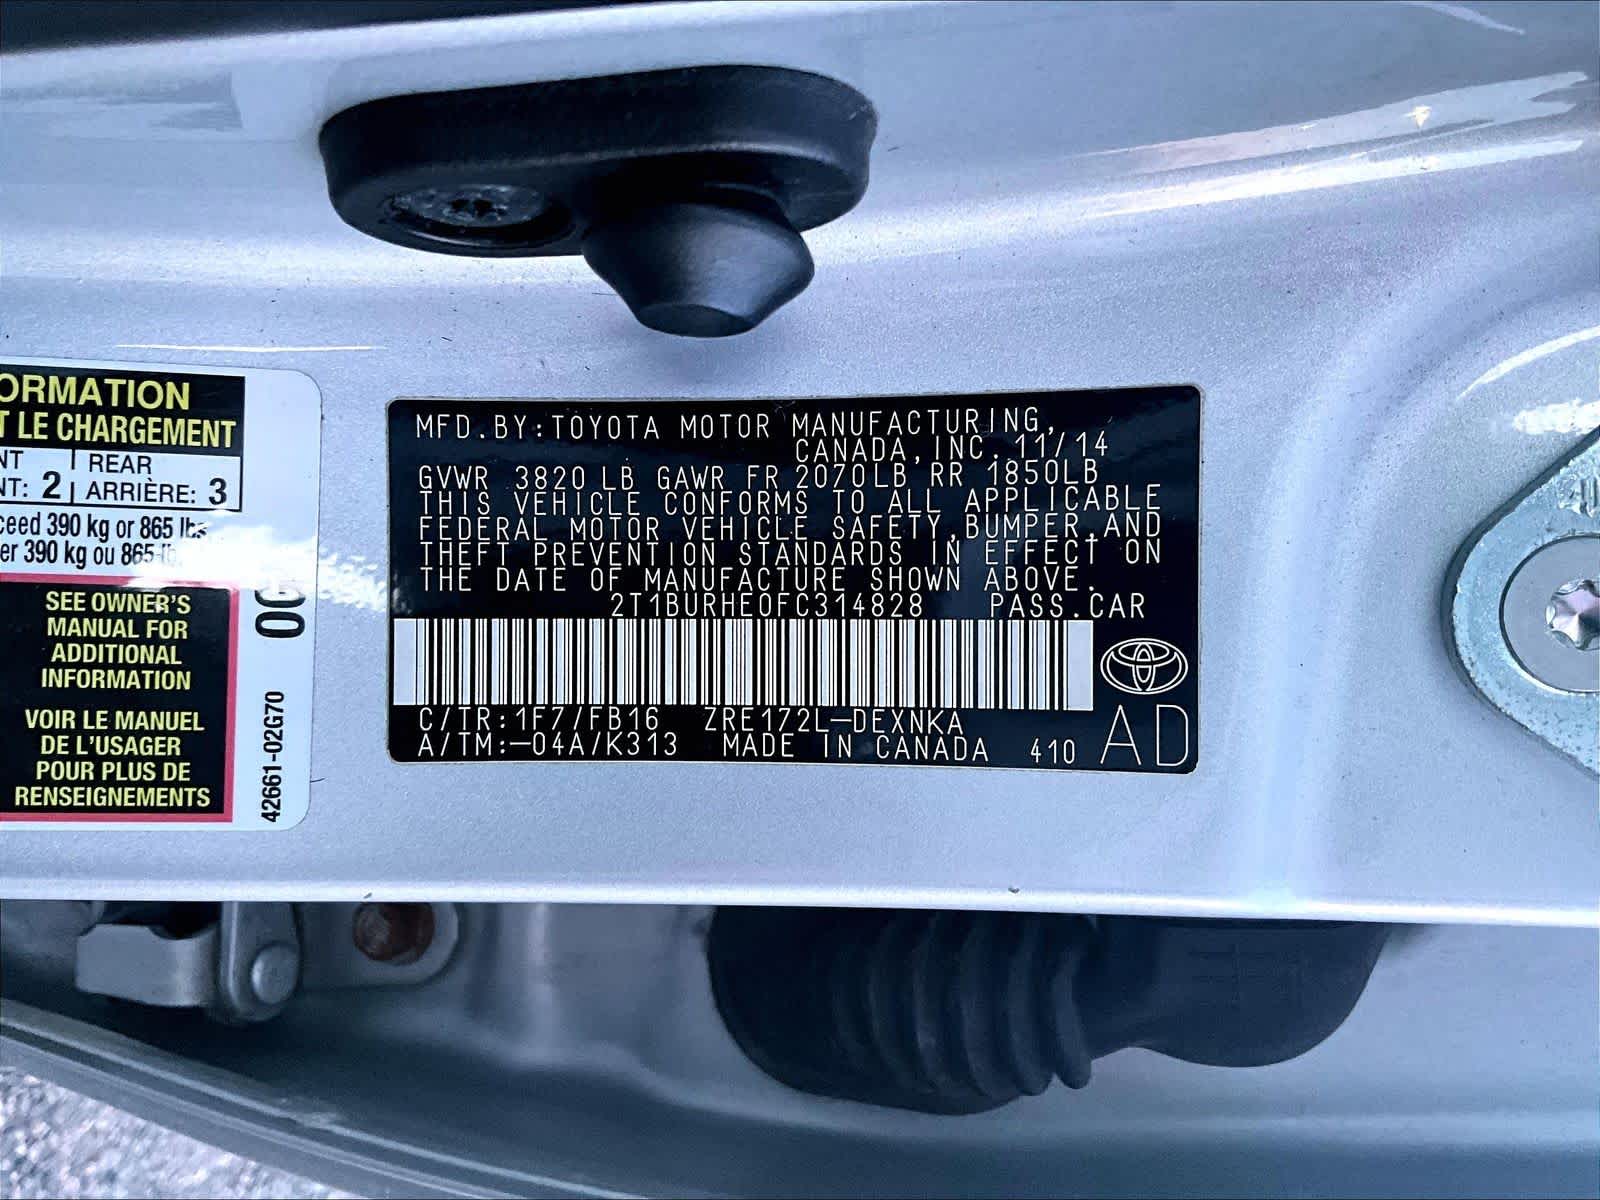 ORMATION
T LE CHARGEMENT
NT REAR
NT: 2 ARRIÈRE: 3
ceed 390 kg or 865 lbs
er 390 kg ou 865 lb
SEE OWNER'S
MANUAL FOR
ADDITIONAL
INFORMATION
VOIR LE MANUEL
DE L'USAGER
POUR PLUS DE
RENSEIGNEMENTS
42661-02G70
MFD.BY:TOYOTA MOTOR MANUFACTURING,
CANADA,INC. 11/14
GVWR 3820 LB GAWR FR 2070LB RR 1850LB
THIS VEHICLE CONFORMS TO ALL APPLICABLE
FEDERAL MOTOR VEHICLE SAFETY,BUMPER,AND
THEFT PREVENTION STANDARDS IN EFFECT ON
THE DATE OF MANUFACTURE SHOWN ABOVE.
2T1BURHE0FC314828 PASS.CAR
C/TR:1F7/FB16 ZRE172L-DEXNKA
A/TM:-04A/K313 MADE IN CANADA 410 AD